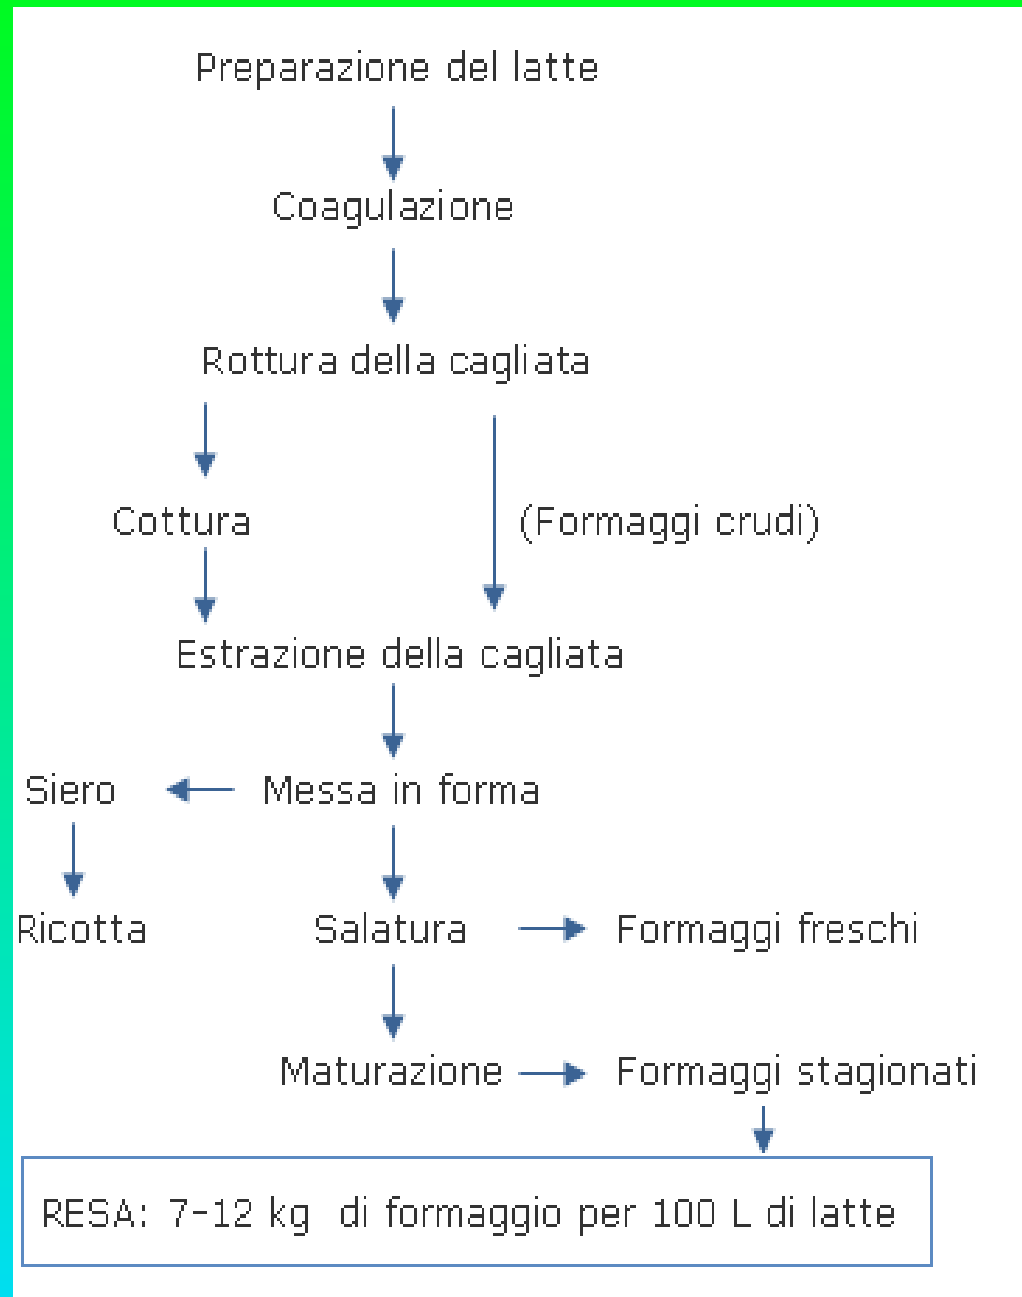 Preparazione del latte
Coagulazione
Rottura della cagliata
Cottura
(Formaggi crudi)
Estrazione della cagliata
Siero
Messa in forma
Ricotta
Salatura
Formaggi freschi
Maturazione
Formaggi stagionati
RESA: 7-12 kg di formaggio per 100 L di latte